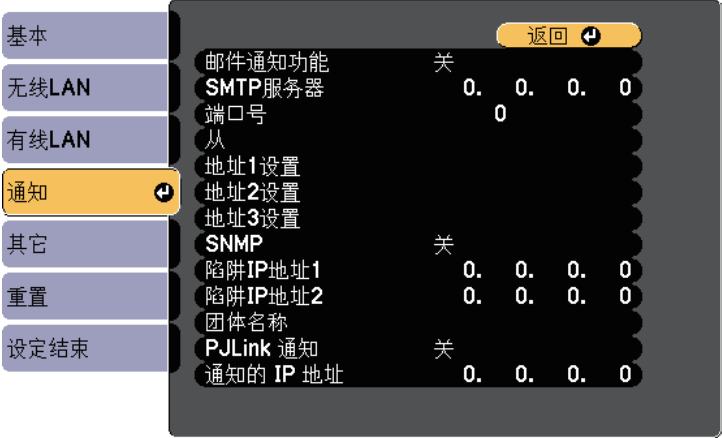 基本
无线LAN
有线LAN
通知
其它
重置
设定结束
返回
邮件通知功能 关
SMTP服务器 0. 0. 0. 0
端口号 0
从
地址1设置
地址2设置
地址3设置
SNMP 关
陷阱IP地址1 0. 0. 0. 0
陷阱IP地址2 0. 0. 0. 0
团体名称
PJLink 通知 关
通知的 IP 地址 0. 0. 0. 0